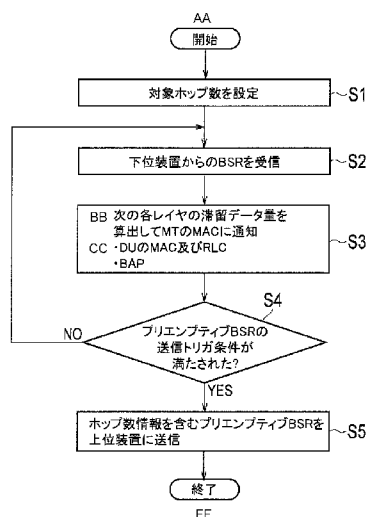 AA
開始
対象ホップ数を設定
S1
下位装置からのBSRを受信
S2
BB 次の各レイヤの滞留データ量を
算出してMTのMACに通知
CC ・DUのMAC及びRLC
・BAP
S3
S4
プリエンプティブBSRの
送信トリガ条件が
満たされた?
NO
YES
ホップ数情報を含むプリエンプティブBSRを
上位装置に送信
S5
終了
EE